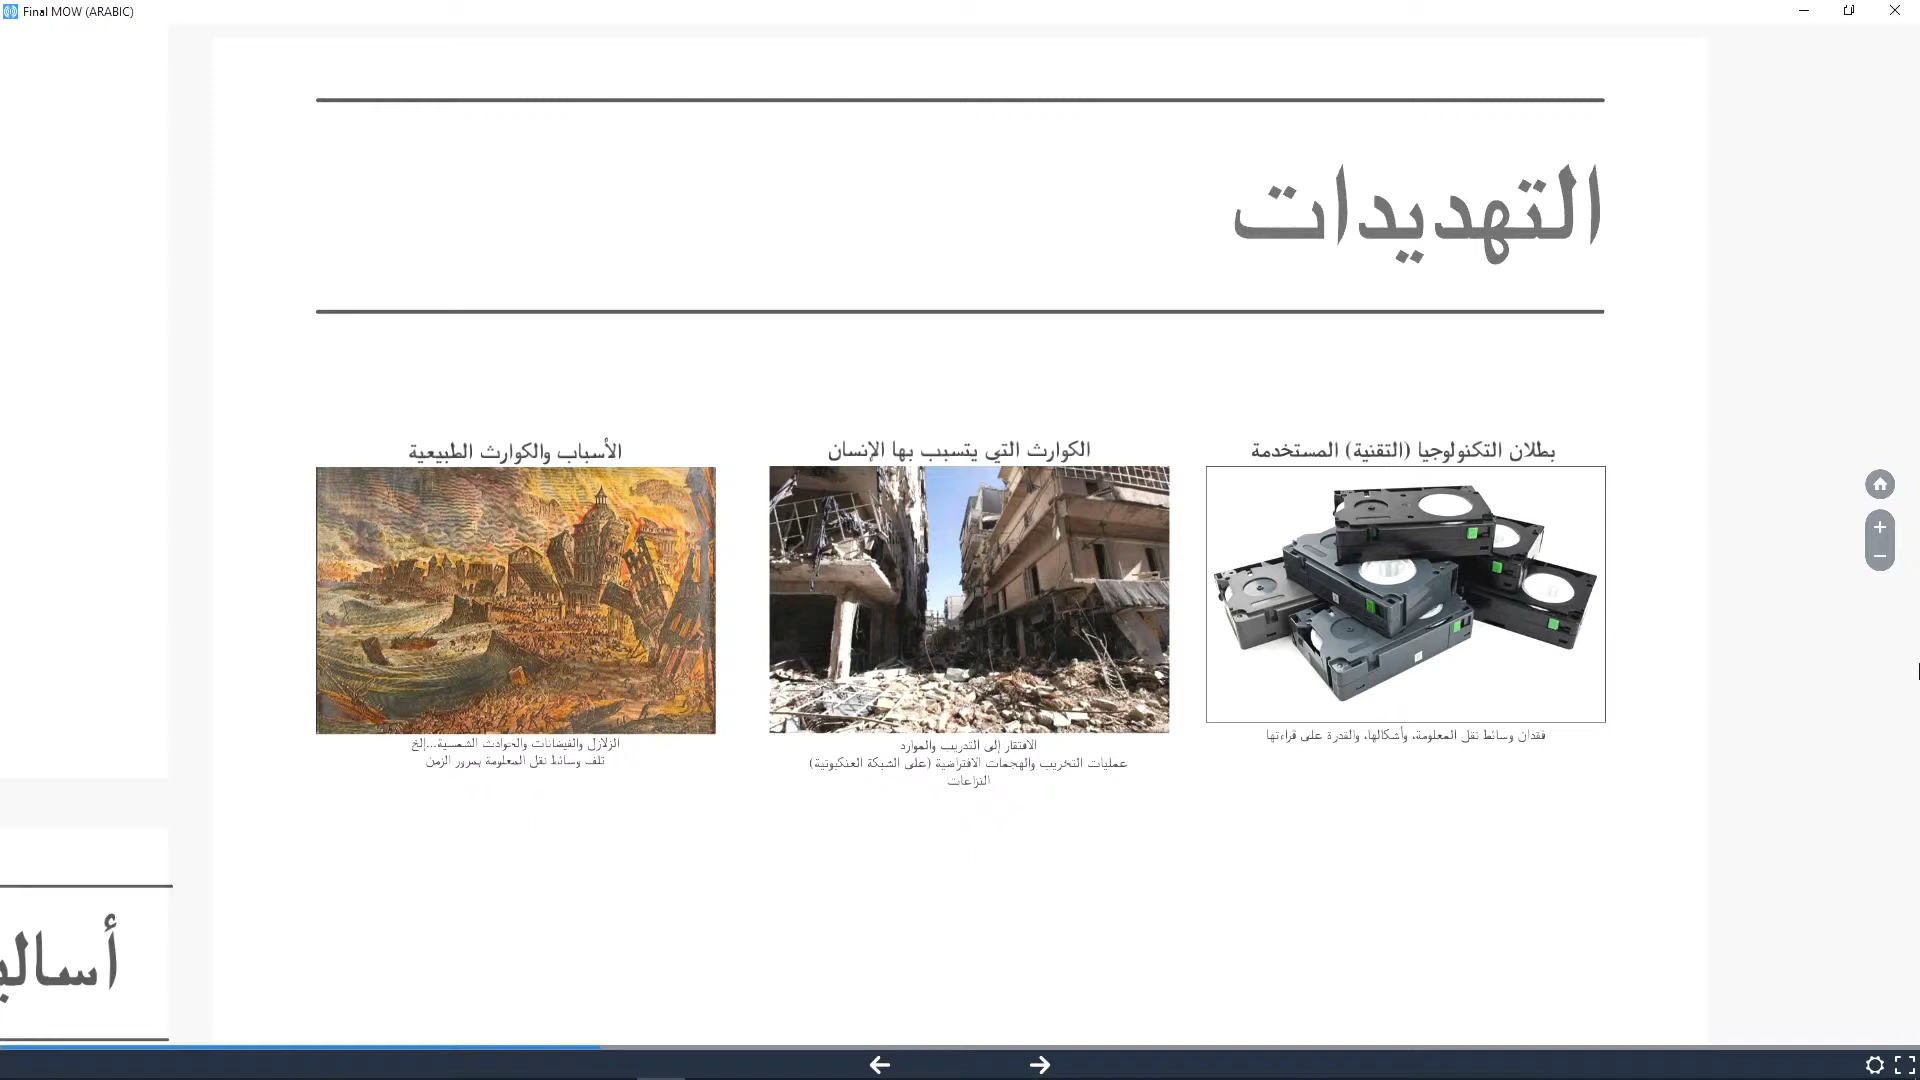 Final MOW (ARABIC)
التهديدات
بطلان التكنولوجيا (التقنية) المستخدمة
فقدان وسائط نقل المعلومة، وأشكالها، والقدرة على قراءتها
الكوارث التي يتسبب بها الإنسان
الافتقار إلى التدريب والموارد
عمليات التخريب والهجمات الافتراضية (على الشبكة العنكبوتية)
النزاعات
الأسباب والكوارث الطبيعية
الزلازل والفيضانات والحوادث الشمسية...إلخ
تلف وسائط نقل المعلومة بمرور الزمن